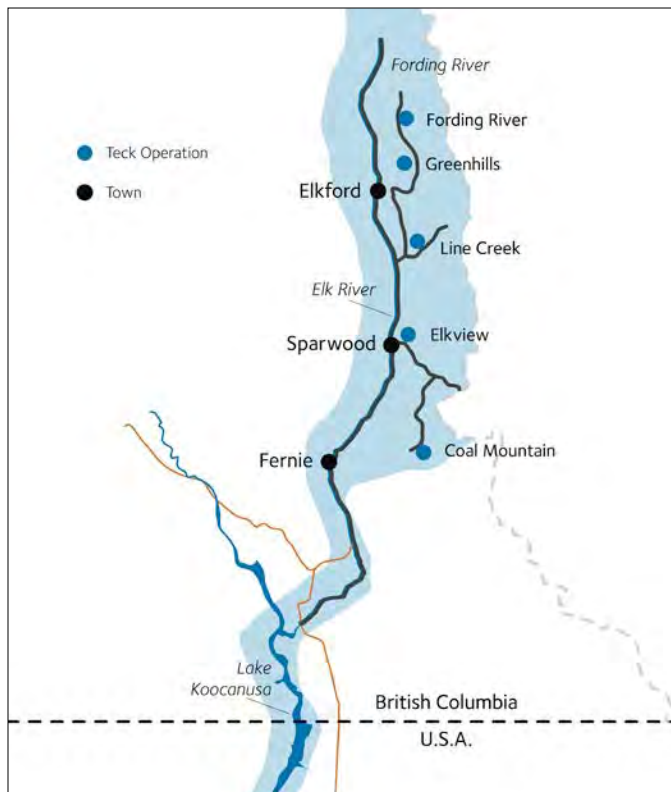 Fording River
Fording River
Teck Operation
Greenhills
Town
Elkford
Line Creek
Elk River
Elkview
Sparwood
Coal Mountain
Fernie
Lake
Koocanusa
British Columbia
U.S.A.